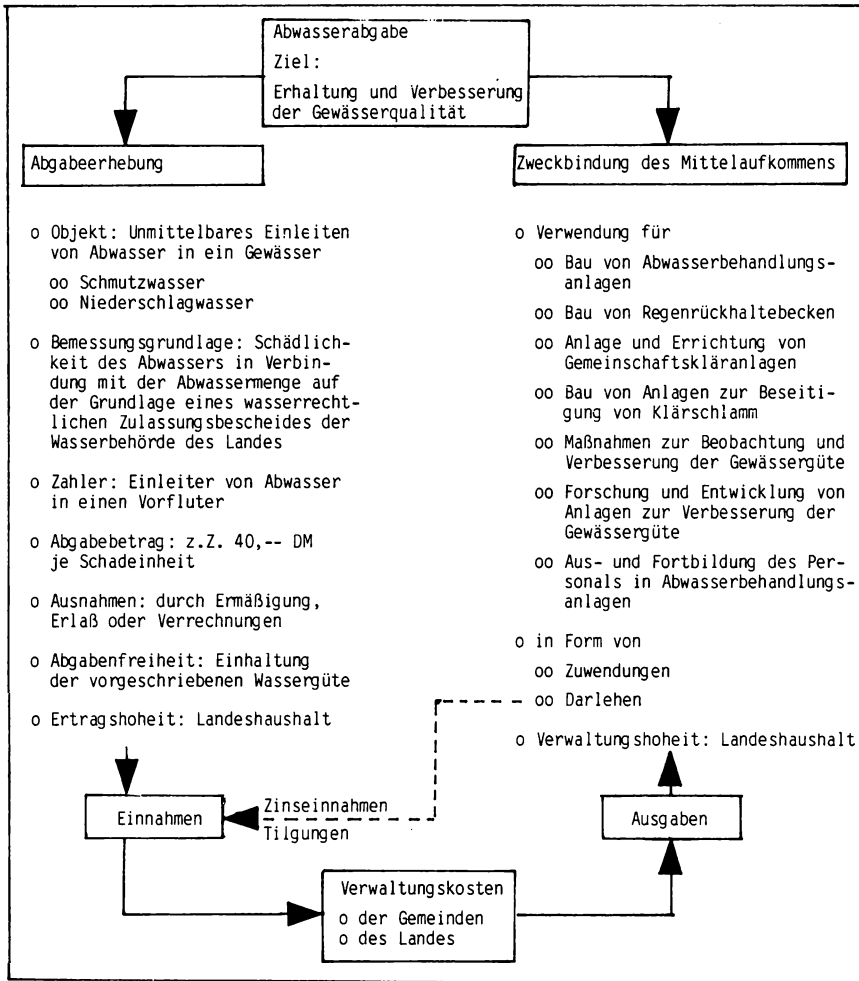 Abwasserabgabe
Ziel:
Erhaltung und Verbesserung
der Gewässerqualität
Abgabeerhebung
o Objekt: Unmittelbares Einleiten
von Abwasser in ein Gewässer
oo Schmutzwasser
oo Niederschlagwasser
o Bemessungsgrundlage: Schädlich-
keit des Abwassers in Verbin-
dung mit der Abwassermenge auf
der Grundlage eines wasserrecht-
lichen Zulassungsbescheides der
Wasserbehörde des Landes
o Zahler: Einleiter von Abwasser
in einen Vorfluter
o Abgabebetrag: z.Z. 40,-- DM
je Schadeinheit
o Ausnahmen: durch Ermäßigung,
Erlaß oder Verrechnungen
o Abgabenfreiheit: Einhaltung
der vorgeschriebenen Wassergüte
o Ertragshoheit: Landeshaushalt
Zweckbindung des Mittelaufkommens
o Verwendung für
oo Bau von Abwasserbehandlungs-
anlagen
oo Bau von Regenrückhaltebecken
oo Anlage und Errichtung von
Gemeinschaftskläranlagen
oo Bau von Anlagen zur Beseiti-
gung von Klärschlamm
oo Maßnahmen zur Beobachtung und
Verbesserung der Gewässergüte
oo Forschung und Entwicklung von
Anlagen zur Verbesserung der
Gewässergüte
oo Aus- und Fortbildung des Per-
sonals in Abwasserbehandlungs-
anlagen
o in Form von
oo Zuwendungen
oo Darlehen
o Verwaltungshoheit: Landeshaushalt
Einnahmen
Zinseinnahmen
Tilgungen
Ausgaben
Verwaltungskosten
o der Gemeinden
o des Landes